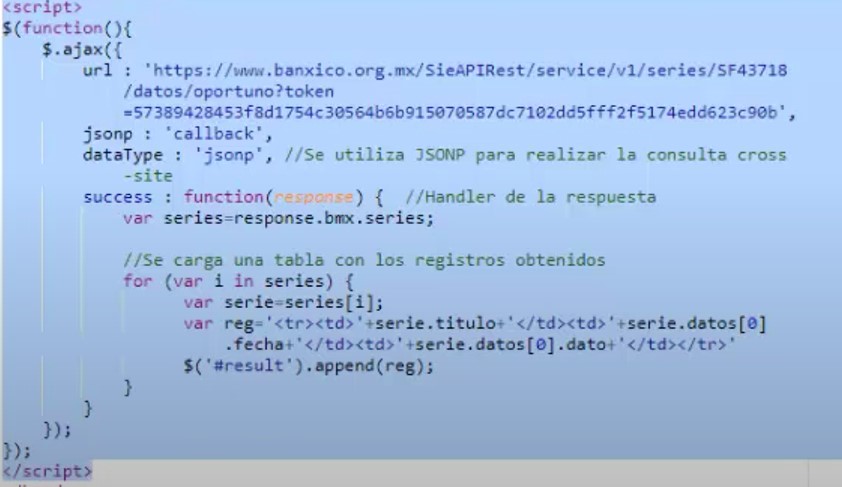 <script>
$(function(){
$.ajax({
url : 'https://www.banxico.org.mx/SieAPIRest/service/v1/series/SF43718
/datos/oportuno?token
=57389428453f8d1754c30564b6b915070587dc7102dd5fff2f5174edd623c90b',
jsonp : 'callback',
dataType : 'jsonp', //Se utiliza JSONP para realizar la consulta cross
-site
success : function(response) { //Handler de la respuesta
var series=response.bmx.series;
//Se carga una tabla con los registros obtenidos
for (var i in series) {
var serie=series[i];
var reg='<tr><td>'+serie.titulo+'</td><td>'+serie.datos[0]
.fecha+'</td><td>'+serie.datos[0].dato+'</td></tr>'
$('#result').append(reg);
}
}
});
});
</script>